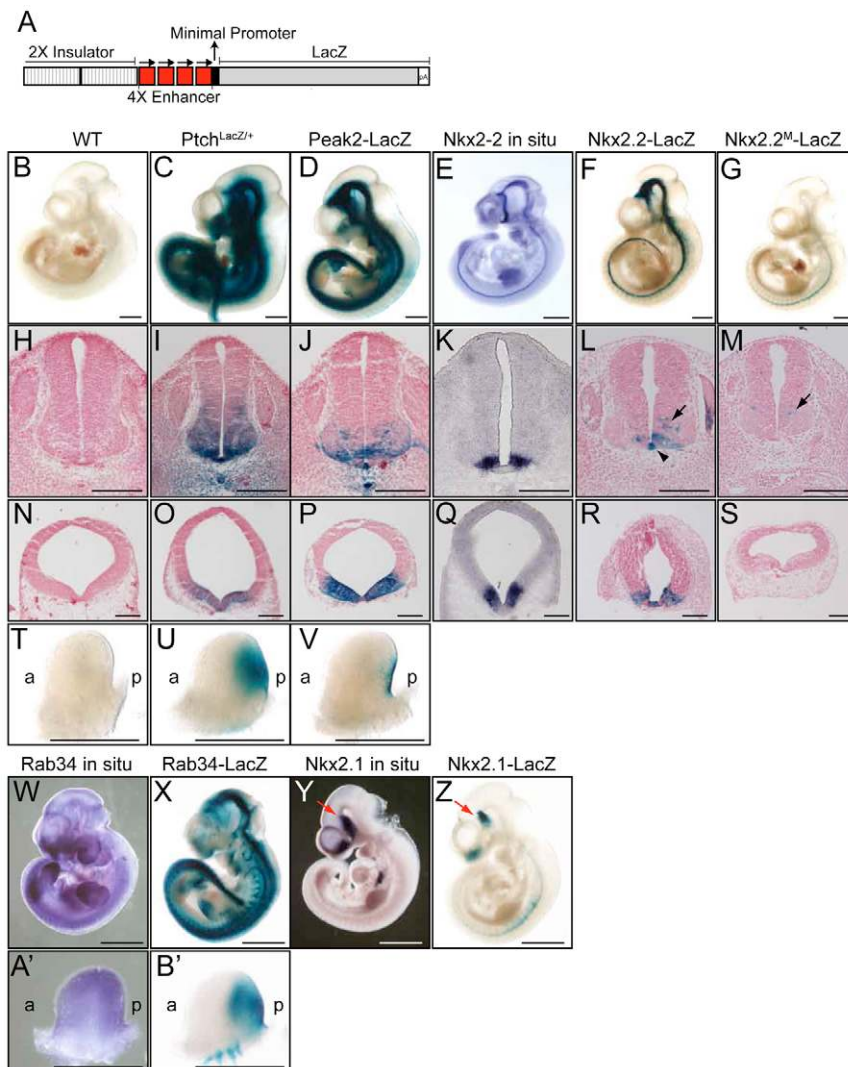 A
Minimal Promoter
2X Insulator
LacZ
pA
4X Enhancer
WT
Ptch^LacZ/+
Peak2-LacZ
Nkx2-2 in situ
Nkx2.2-LacZ
Nkx2.2^M-LacZ
B C D E F G
H I J K L M
N O P Q R S
T U V
a p a p a p
Rab34 in situ
Rab34-LacZ
Nkx2.1 in situ
Nkx2.1-LacZ
W X Y Z
A' B'
a p a p